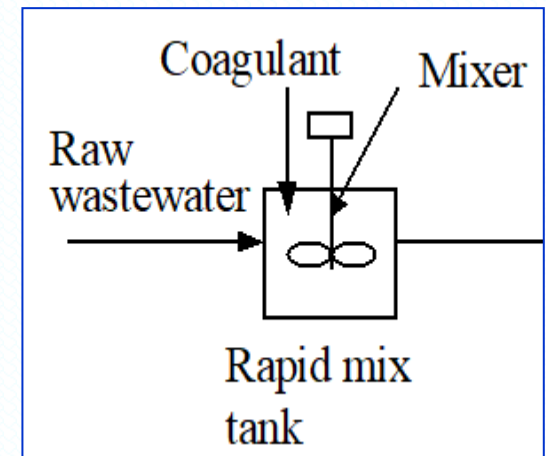 Coagulant
Mixer
Raw
wastewater
Rapid mix
tank